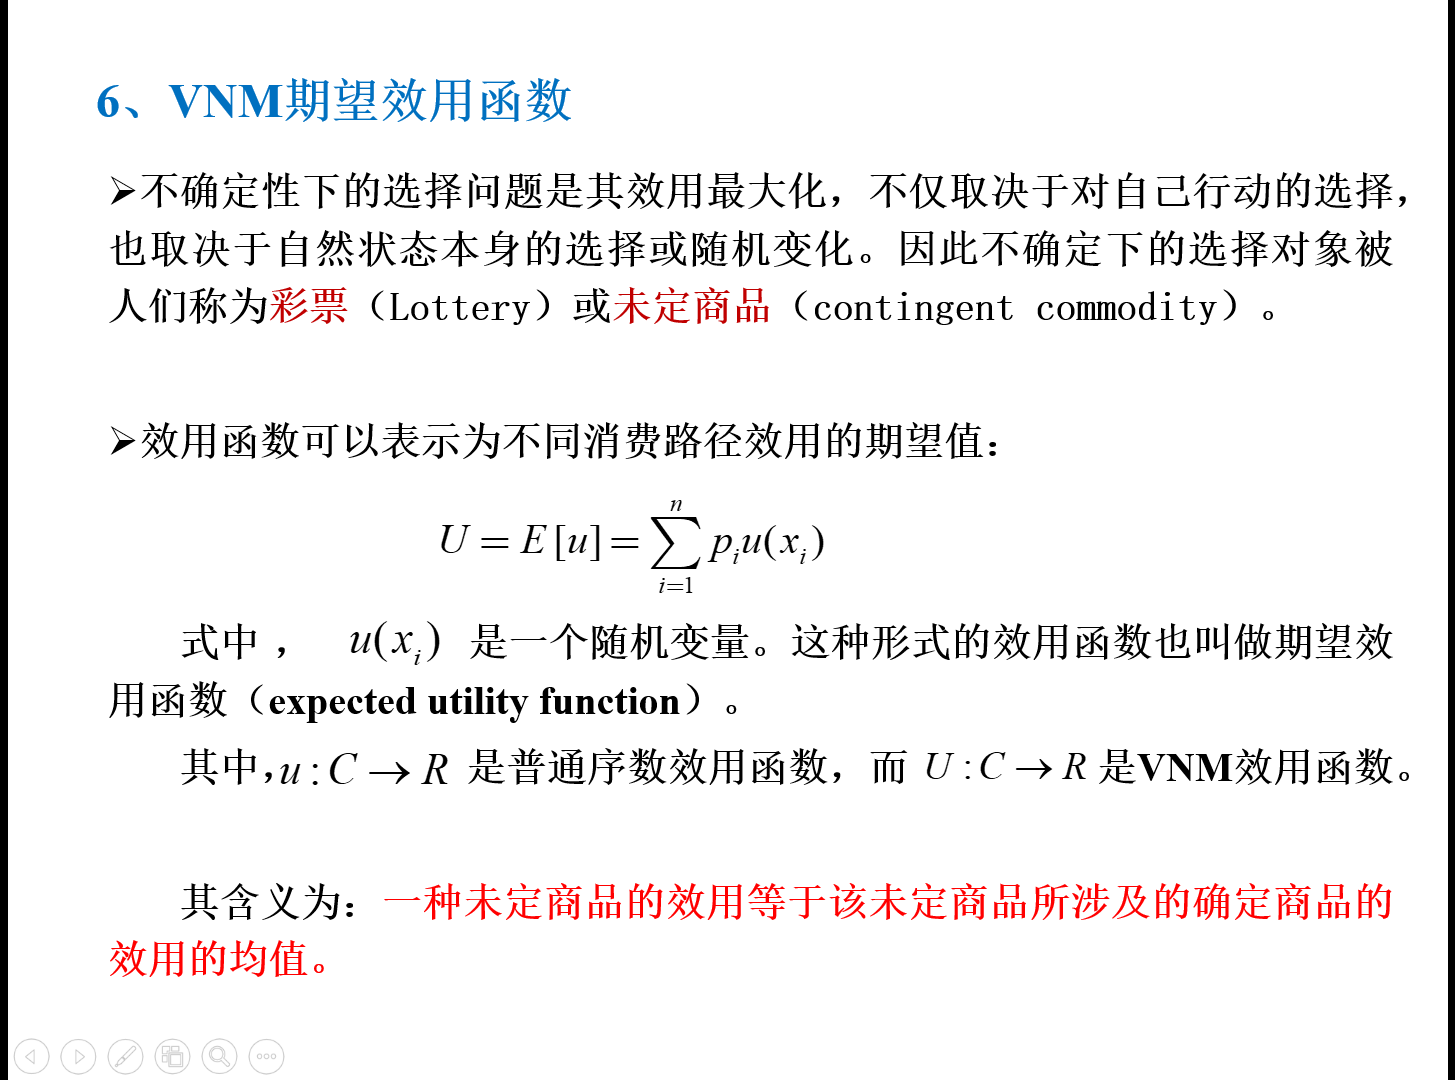 6、VNM期望效用函数
➢不确定性下的选择问题是其效用最大化，不仅取决于对自己行动的选择，
也取决于自然状态本身的选择或随机变化。因此不确定下的选择对象被
人们称为彩票（Lottery）或未定商品（contingent commodity）。
➢效用函数可以表示为不同消费路径效用的期望值：
U = E[u] = \sum_{i=1}^{n} p_i u(x_i)
式中， u(x_i) 是一个随机变量。这种形式的效用函数也叫做期望效
用函数（expected utility function）。
其中，u : C → R 是普通序数效用函数，而 U : C → R 是VNM效用函数。
其含义为：一种未定商品的效用等于该未定商品所涉及的确定商品的
效用的均值。